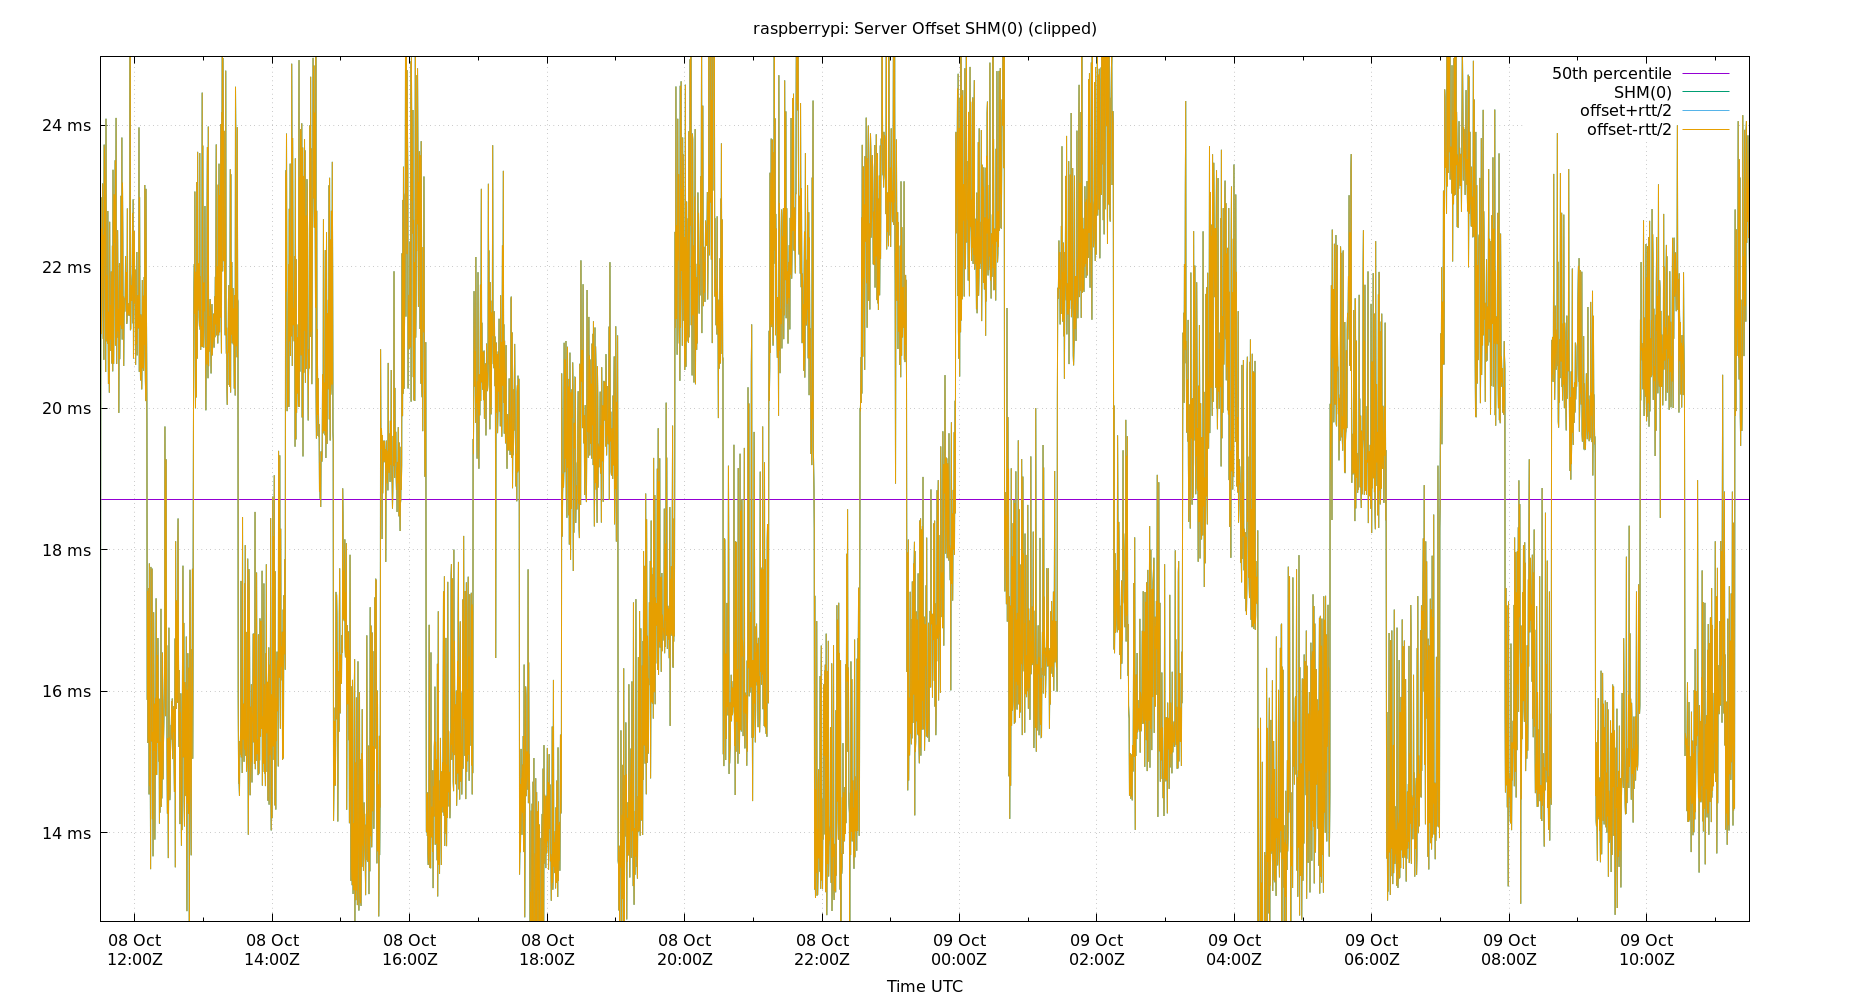 raspberrypi: Server Offset SHM(0) (clipped)
50th percentile
SHM(0)
offset+rtt/2
offset-rtt/2
24 ms
22 ms
20 ms
18 ms
16 ms
14 ms
08 Oct 08 Oct 08 Oct 08 Oct 08 Oct 08 Oct 09 Oct 09 Oct 09 Oct 09 Oct 09 Oct 09 Oct
12:00Z 14:00Z 16:00Z 18:00Z 20:00Z 22:00Z 00:00Z 02:00Z 04:00Z 06:00Z 08:00Z 10:00Z
Time UTC